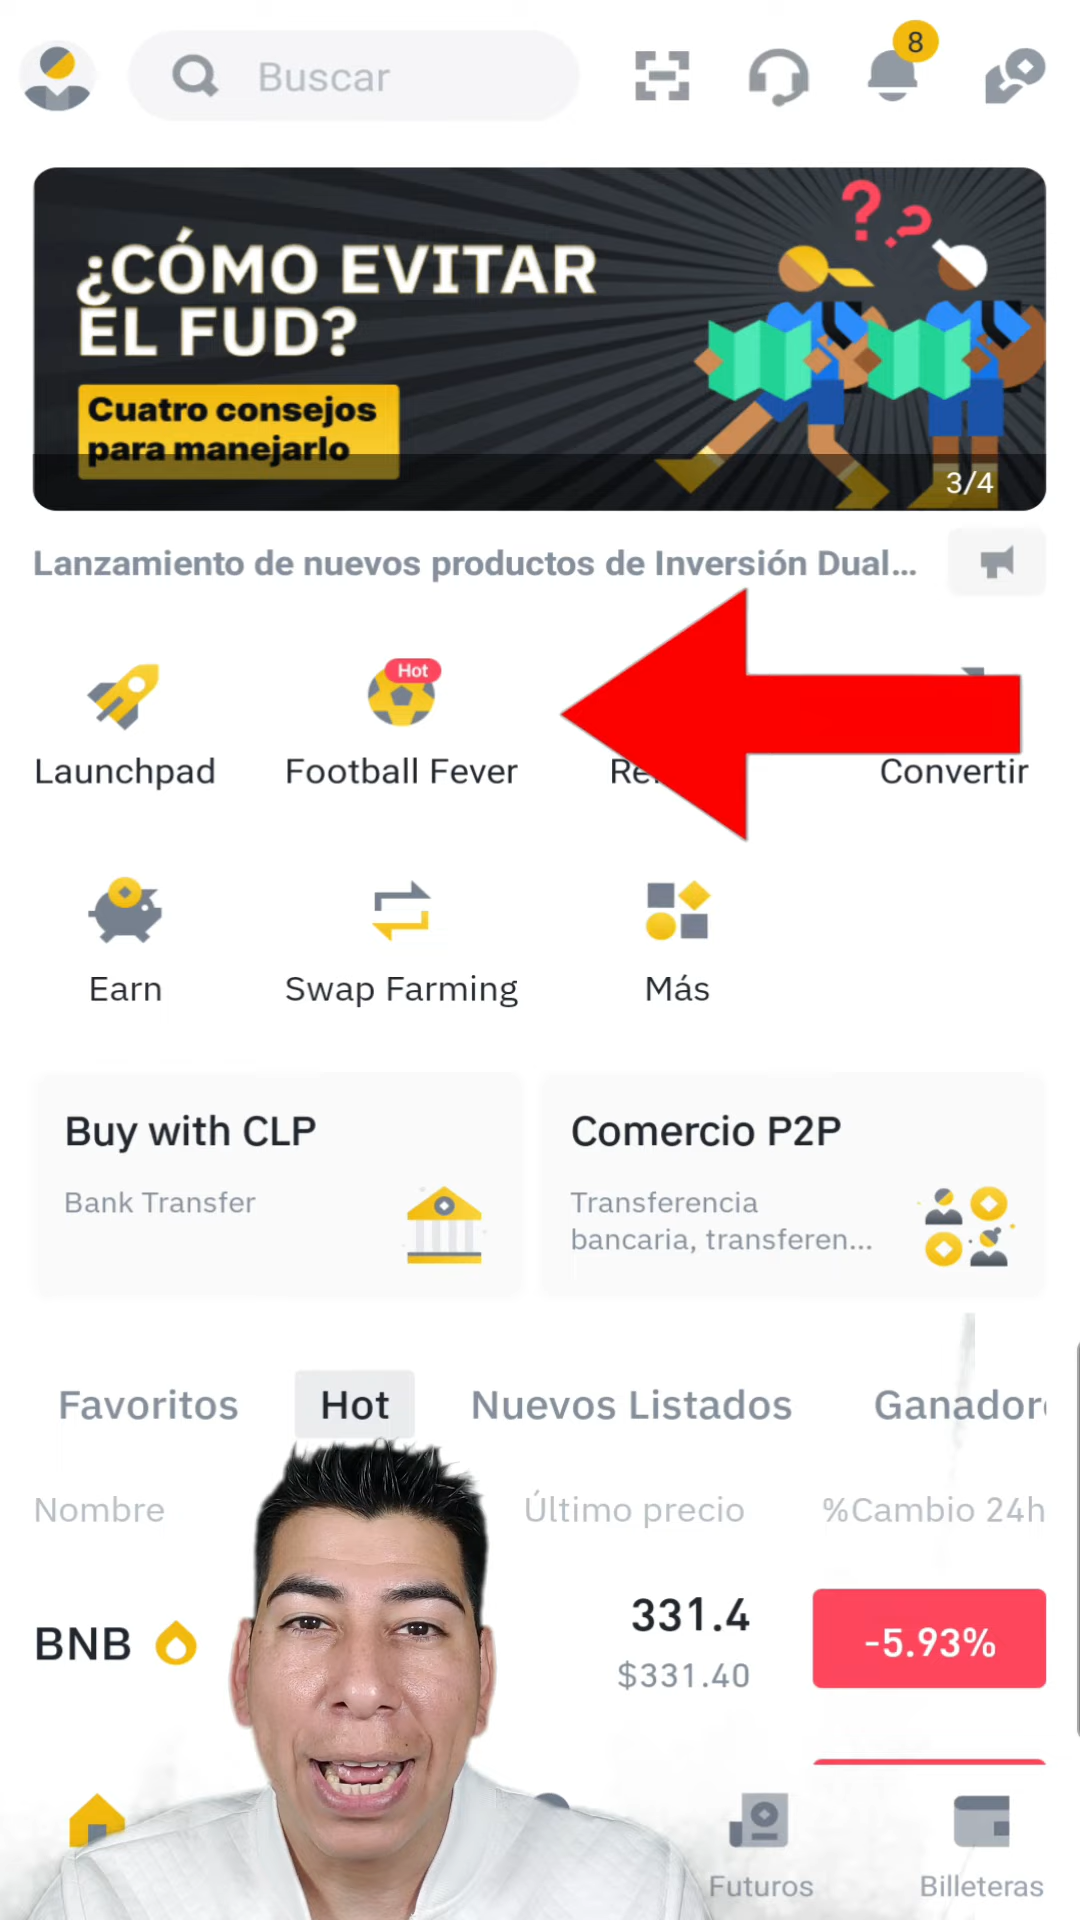 8
Buscar
¿CÓMO EVITAR
EL FUD?
Cuatro consejos
para manejarlo
3/4
Lanzamiento de nuevos productos de Inversión Dual...
Hot
Launchpad
Football Fever
Convertir
Earn
Swap Farming
Más
Buy with CLP
Comercio P2P
Bank Transfer
Transferencia
bancaria, transferen...
Favoritos
Hot
Nuevos Listados
Nombre
Último precio
%Cambio 24h
BNB
331.4
-5.93%
$331.40
Futuros
Billeteras